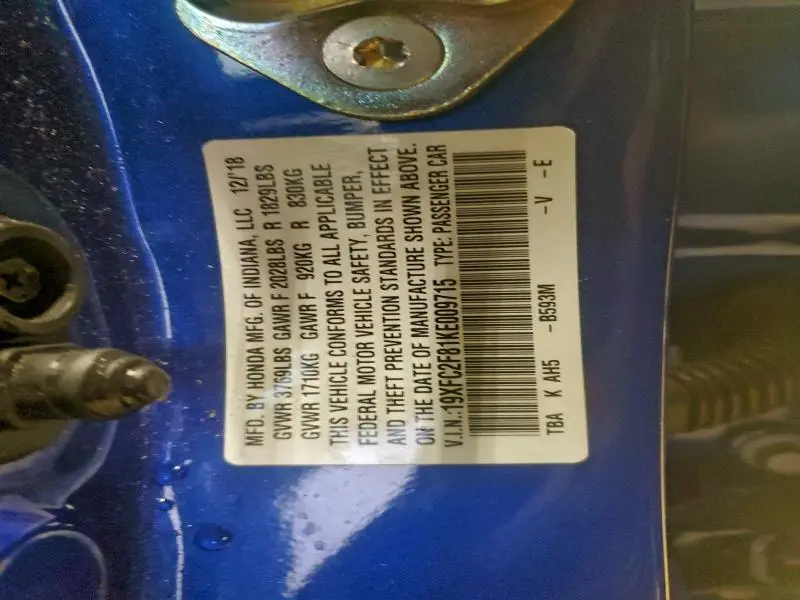 MFD. BY HONDA MFG. OF INDIANA, LLC 12/'18
GVWR 3769LBS GAWR F 2028LBS R 1829LBS
GVWR 1710KG GAWR F 920KG R 830KG
THIS VEHICLE CONFORMS TO ALL APPLICABLE
FEDERAL MOTOR VEHICLE SAFETY, BUMPER,
AND THEFT PREVENTION STANDARDS IN EFFECT
ON THE DATE OF MANUFACTURE SHOWN ABOVE.
V.I.N.:19XFC2F81KE009715 TYPE: PASSENGER CAR
TBA K AH5 -B593M -V -E